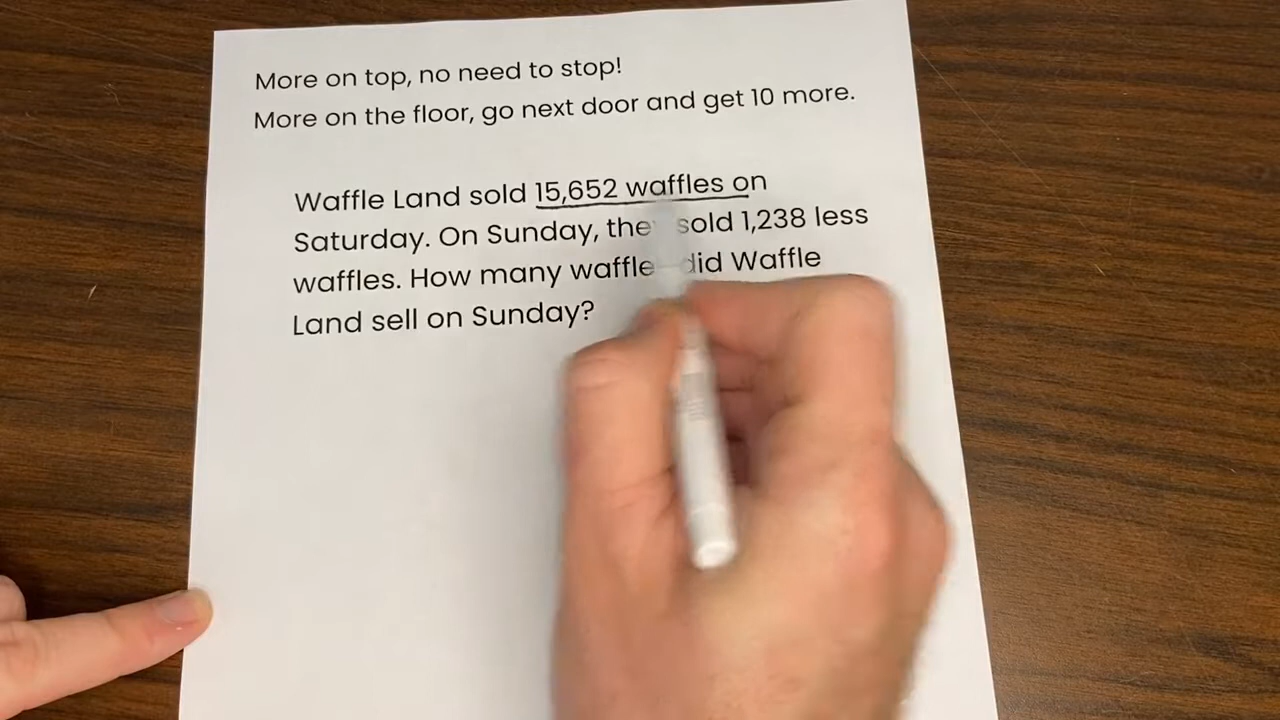 More on top, no need to stop!
More on the floor, go next door and get 10 more.
Waffle Land sold 15,652 waffles on
Saturday. On Sunday, the sold 1,238 less
waffles. How many waffle did Waffle
Land sell on Sunday?